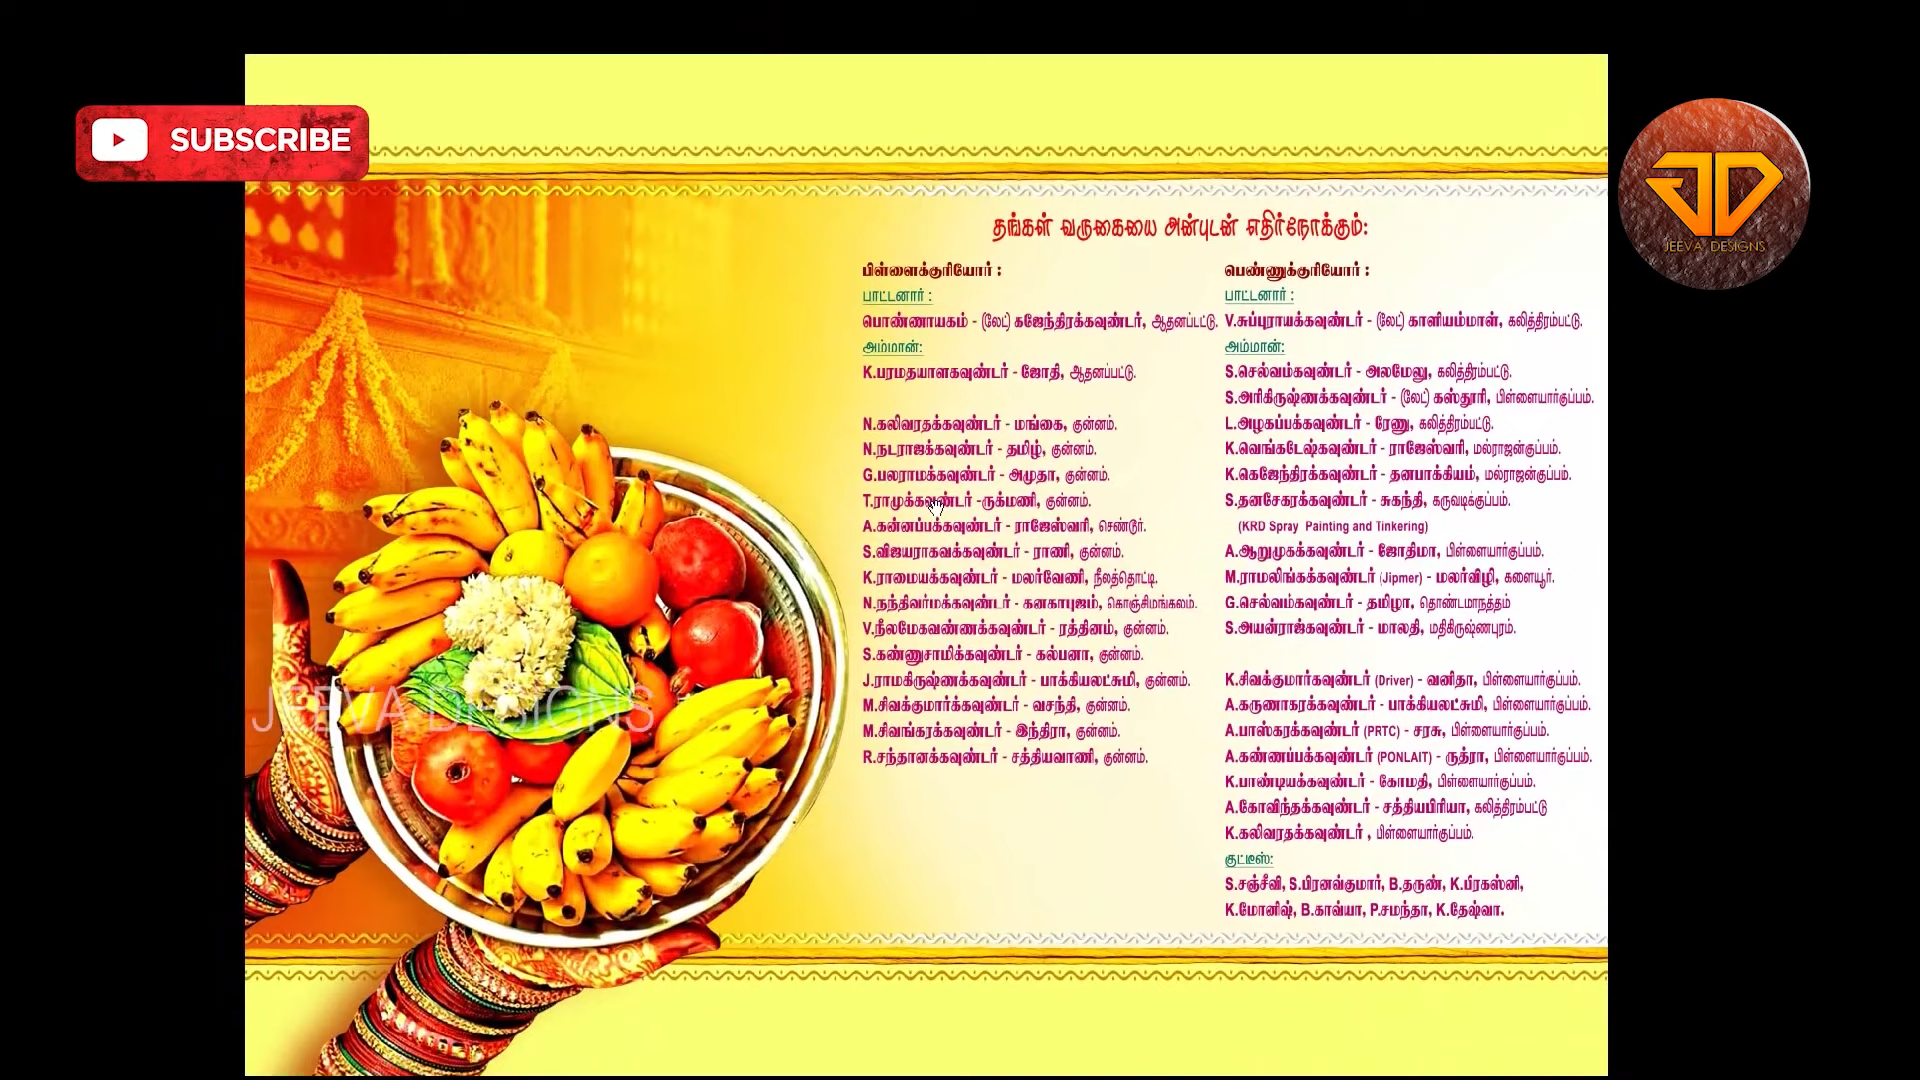 SUBSCRIBE
JEEVA DESIGNS
தங்கள் வருகையை அன்புடன் எதிர்நோக்கும்:
பிள்ளைக்குரியோர் :
பாட்டனார் :
பொண்ணாயகம் - (லேட்) கஜேந்திரக்கவுண்டர், ஆதனப்பட்டு.
அம்மான்:
K.பரமதயாளகவுண்டர் - ஜோதி, ஆதனப்பட்டு.
N.கலிவரதக்கவுண்டர் - மங்கை, குன்னம்.
N.நடராஜக்கவுண்டர் - தமிழ், குன்னம்.
G.பலராமக்கவுண்டர் - அமுதா, குன்னம்.
T.ராமுக்கவுண்டர் -ருக்மணி, குன்னம்.
A.கன்னப்பக்கவுண்டர் - ராஜேஸ்வரி, செண்டூர்.
S.விஜயராகவக்கவுண்டர் - ராணி, குன்னம்.
K.ராமையக்கவுண்டர் - மலர்வேணி, நீலத்தொட்டி.
N.நந்திவர்மக்கவுண்டர் - கனகாபுஜம், கொஞ்சிமங்கலம்.
V.நீலமேகவண்ணக்கவுண்டர் - ரத்தினம், குன்னம்.
S.கண்ணுசாமிக்கவுண்டர் - கல்பனா, குன்னம்.
J.ராமகிருஷ்ணக்கவுண்டர் - பாக்கியலட்சுமி, குன்னம்.
M.சிவக்குமார்க்கவுண்டர் - வசந்தி, குன்னம்.
M.சிவங்கரக்கவுண்டர் - இந்திரா, குன்னம்.
R.சந்தானக்கவுண்டர் - சத்தியவாணி, குன்னம்.
பெண்ணுக்குரியோர் :
பாட்டனார் :
V.சுப்புராயக்கவுண்டர் - (லேட்) காளியம்மாள், கலித்திரம்பட்டு.
அம்மான்:
S.செல்வம்கவுண்டர் - அலமேலு, கலித்திரம்பட்டு.
S.அரிகிருஷ்ணக்கவுண்டர் - (லேட்) கஸ்தூரி, பிள்ளையார்குப்பம்.
L.அழகப்பக்கவுண்டர் - ரேணு, கலித்திரம்பட்டு.
K.வெங்கடேஷ்கவுண்டர் - ராஜேஸ்வரி, மல்ராஜன்குப்பம்.
K.கெஜேந்திரக்கவுண்டர் - தனபாக்கியம், மல்ராஜன்குப்பம்.
S.தனசேகரக்கவுண்டர் - சுகந்தி, கருவடிக்குப்பம்.
(KRD Spray Painting and Tinkering)
A.ஆறுமுகக்கவுண்டர் - ஜோதிமா, பிள்ளையார்குப்பம்.
M.ராமலிங்கக்கவுண்டர் (Jipmer) - மலர்விழி, களையூர்.
G.செல்வம்கவுண்டர் - தமிழா, தொண்டமாநத்தம்
S.அயன்ராஜ்கவுண்டர் - மாலதி, மதிகிருஷ்ணபுரம்.
K.சிவக்குமார்கவுண்டர் (Driver) - வனிதா, பிள்ளையார்குப்பம்.
A.கருணாகரக்கவுண்டர் - பாக்கியலட்சுமி, பிள்ளையார்குப்பம்.
A.பாஸ்கரக்கவுண்டர் (PRTC) - சரசு, பிள்ளையார்குப்பம்.
A.கண்ணப்பக்கவுண்டர் (PONLAIT) - ருத்ரா, பிள்ளையார்குப்பம்.
K.பாண்டியக்கவுண்டர் - கோமதி, பிள்ளையார்குப்பம்.
A.கோவிந்தக்கவுண்டர் - சத்தியபிரியா, கலித்திரம்பட்டு
K.கலிவரதக்கவுண்டர் , பிள்ளையார்குப்பம்.
குட்டீஸ்:
S.சஞ்சீவி, S.பிரனவ்குமார், B.தருண், K.பிரகஸ்னி,
K.மோனிஷ், B.காவ்யா, P.சமந்தா, K.தேஷ்வா.
JEEVA DESIGNS